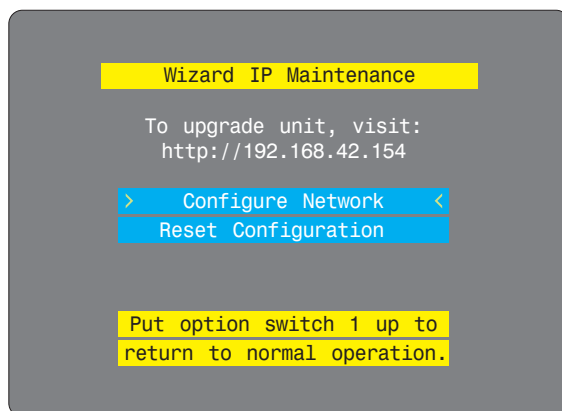 Wizard IP Maintenance
To upgrade unit, visit:
http://192.168.42.154
> Configure Network <
Reset Configuration
Put option switch 1 up to
return to normal operation.